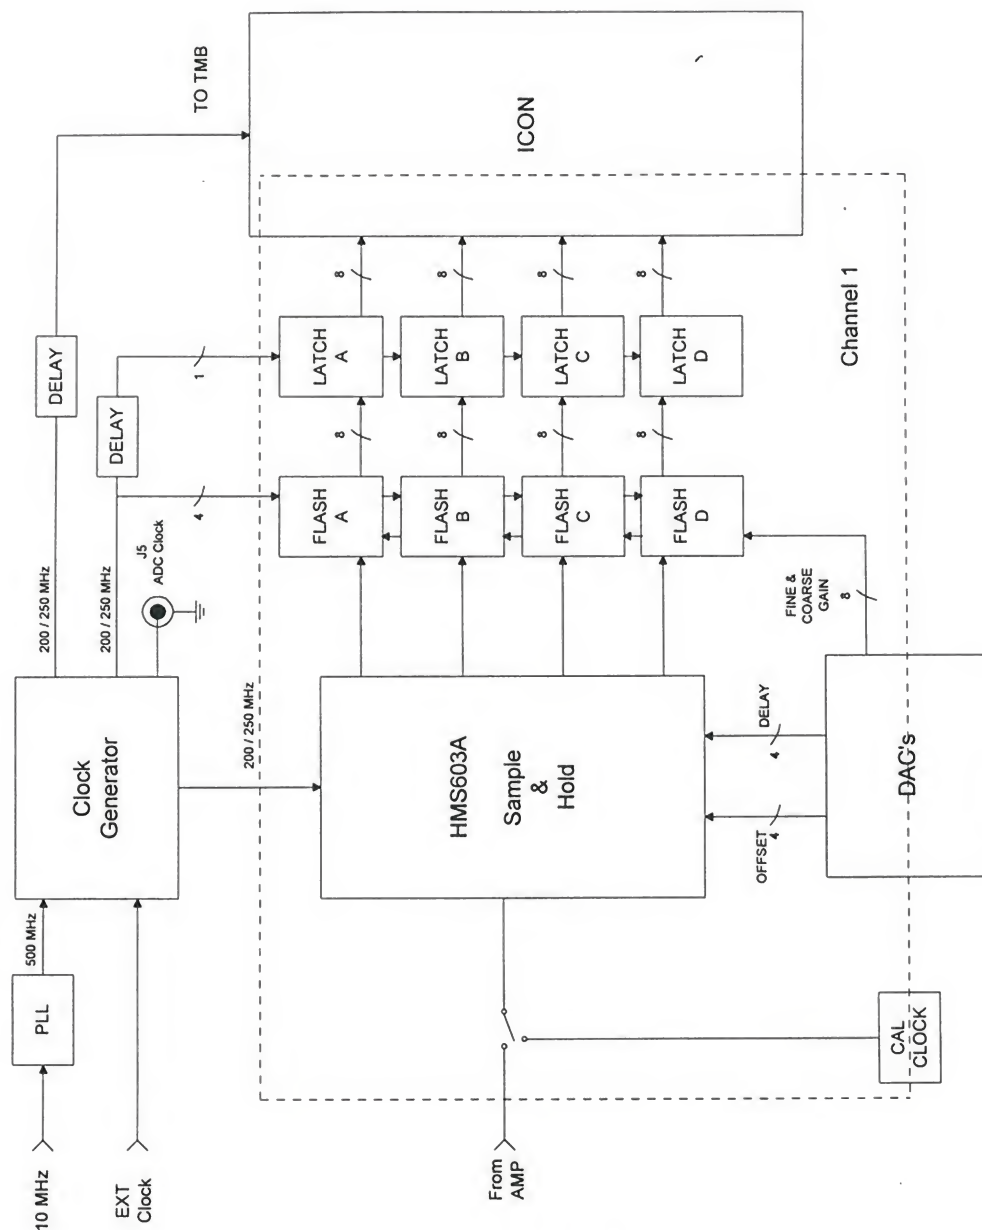 10 MHz
PLL
500 MHz
EXT
Clock
Clock
Generator
200 / 250 MHz
DELAY
TO TMB
200 / 250 MHz
DELAY
1
4
J5
ADC Clock
200 / 250 MHz
From
AMP
CAL
CLOCK
HMS603A
Sample
&
Hold
OFFSET
4
DELAY
4
DAC's
FINE &
COARSE
GAIN
8
FLASH
A
8
LATCH
A
8
FLASH
B
8
LATCH
B
8
FLASH
C
8
LATCH
C
8
FLASH
D
8
LATCH
D
8
ICON
Channel 1